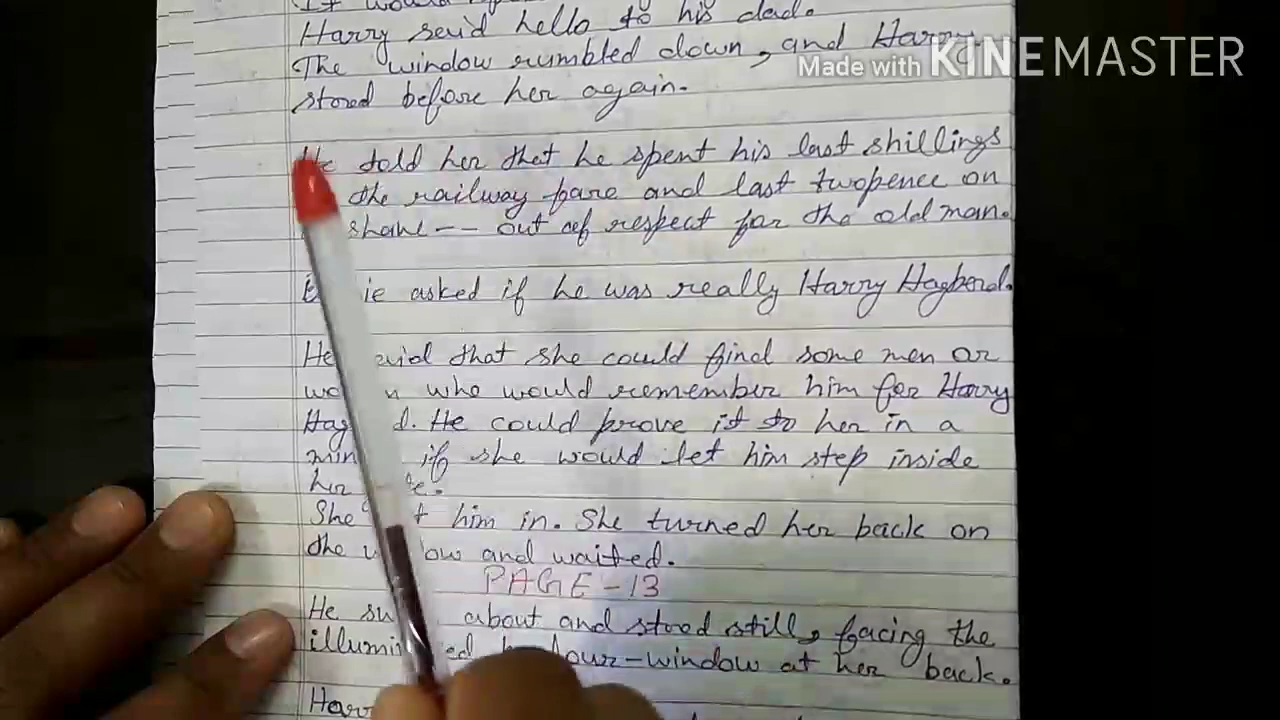 Harry said hello to his dad.
The window rumbled down, and Harry
stood before her again.
Made with KINEMASTER
He told her that he spent his last shillings
the railway fare and last twopence on
shave -- out of respect for the old man.
ie asked if he was really Harry Hagberd.
He said that she could find some men or
who would remember him for Harry
He could prove it to her in a
if she would let him step inside
her
She him in. She turned her back on
the and waited.
PAGE-13
He about and stood still, facing the
parlour-window at her back.